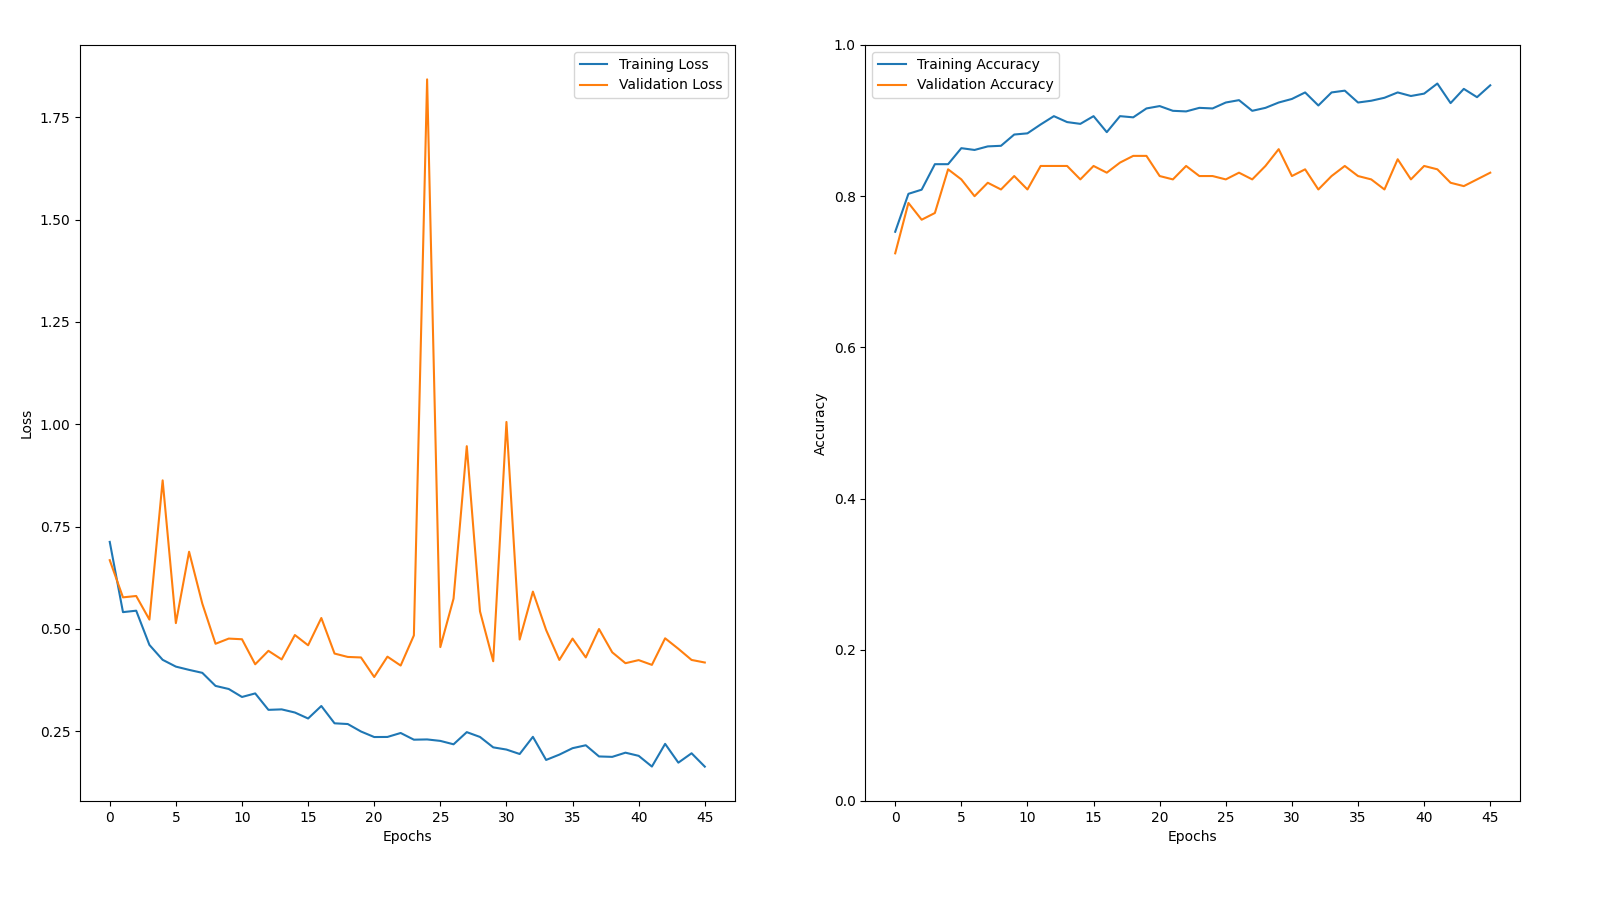 Training Loss
Validation Loss
1.75
1.50
1.25
1.00
0.75
0.50
0.25
Loss
0 5 10 15 20 25 30 35 40 45
Epochs
Training Accuracy
Validation Accuracy
1.0
0.8
0.6
0.4
0.2
0.0
Accuracy
0 5 10 15 20 25 30 35 40 45
Epochs